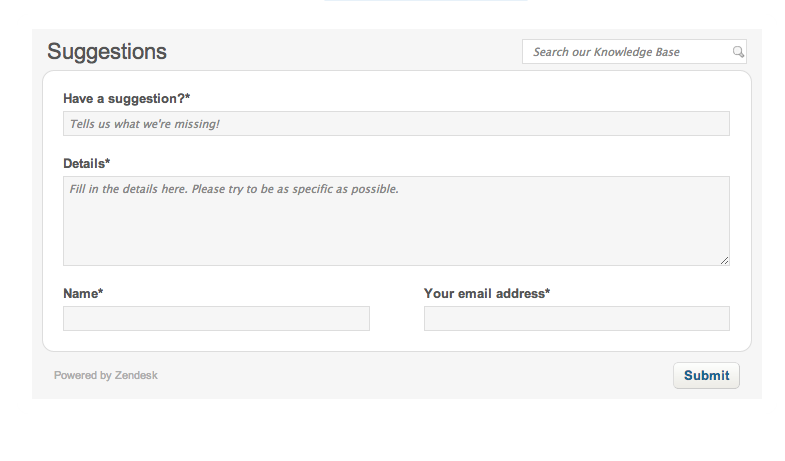 Suggestions
Search our Knowledge Base
Have a suggestion?*
Tells us what we're missing!
Details*
Fill in the details here. Please try to be as specific as possible.
Name*
Your email address*
Powered by Zendesk
Submit